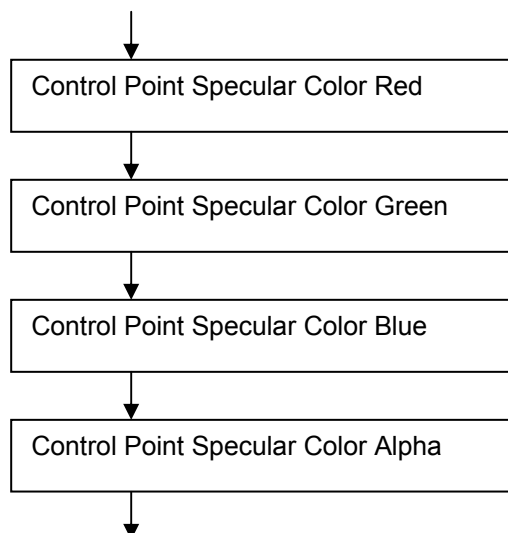 Control Point Specular Color Red
Control Point Specular Color Green
Control Point Specular Color Blue
Control Point Specular Color Alpha